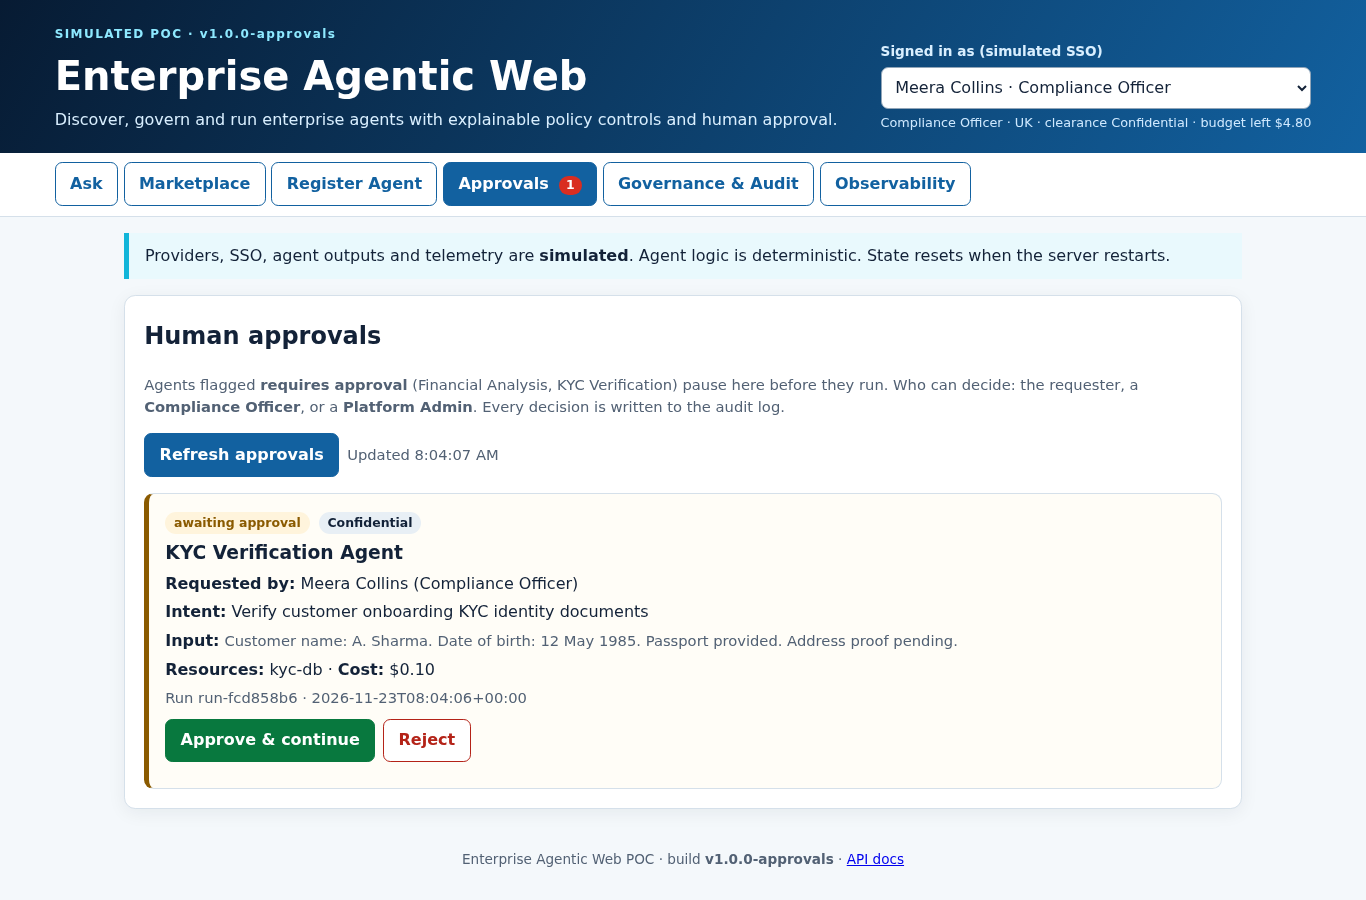 SIMULATED POC · v1.0.0-approvals
Enterprise Agentic Web
Discover, govern and run enterprise agents with explainable policy controls and human approval.
Signed in as (simulated SSO)
Meera Collins · Compliance Officer
Compliance Officer · UK · clearance Confidential · budget left $4.80
Ask
Marketplace
Register Agent
Approvals 1
Governance & Audit
Observability
Providers, SSO, agent outputs and telemetry are simulated. Agent logic is deterministic. State resets when the server restarts.
Human approvals
Agents flagged requires approval (Financial Analysis, KYC Verification) pause here before they run. Who can decide: the requester, a
Compliance Officer, or a Platform Admin. Every decision is written to the audit log.
Refresh approvals
Updated 8:04:07 AM
awaiting approval
Confidential
KYC Verification Agent
Requested by: Meera Collins (Compliance Officer)
Intent: Verify customer onboarding KYC identity documents
Input: Customer name: A. Sharma. Date of birth: 12 May 1985. Passport provided. Address proof pending.
Resources: kyc-db · Cost: $0.10
Run run-fcd858b6 · 2026-11-23T08:04:06+00:00
Approve & continue
Reject
Enterprise Agentic Web POC · build v1.0.0-approvals · API docs